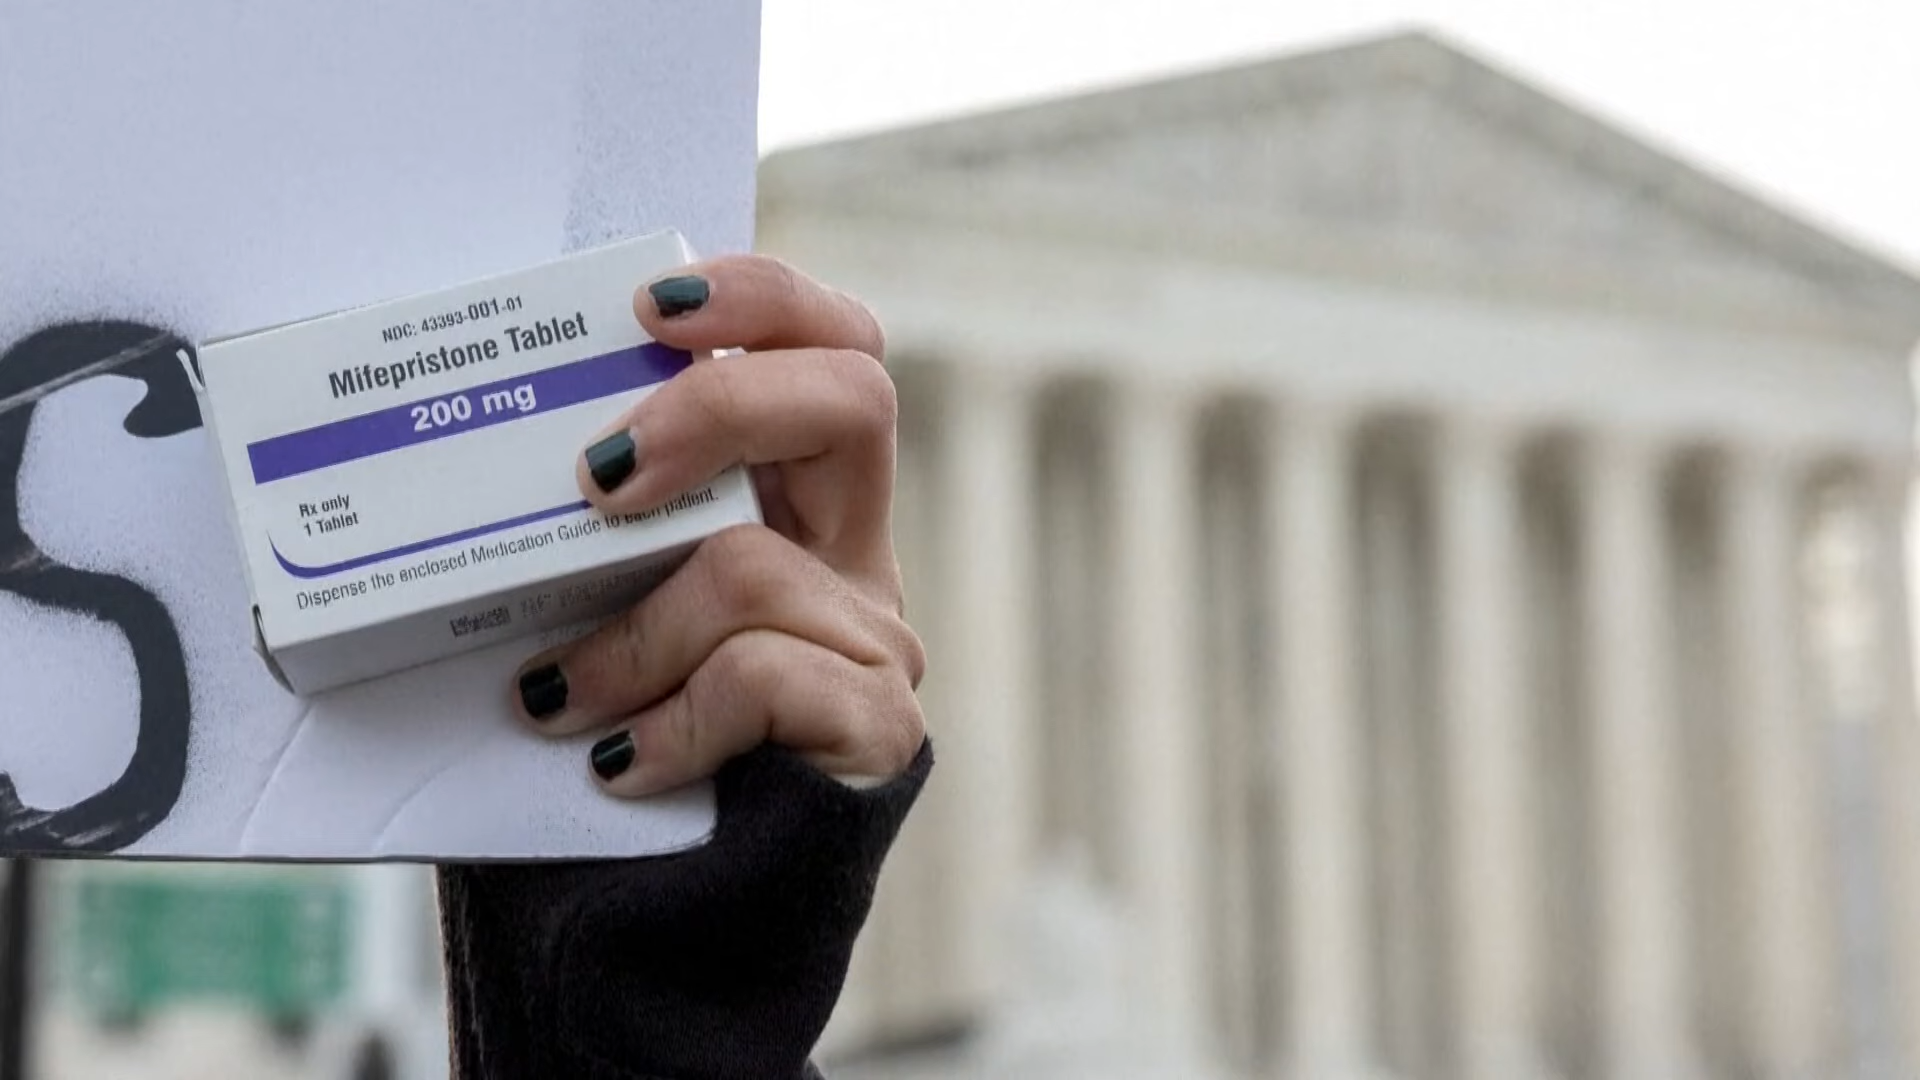 NDC: 43393-001-01
Mifepristone Tablet
200 mg
Rx only
1 Tablet
Dispense the enclosed Medication Guide to each patient.
S